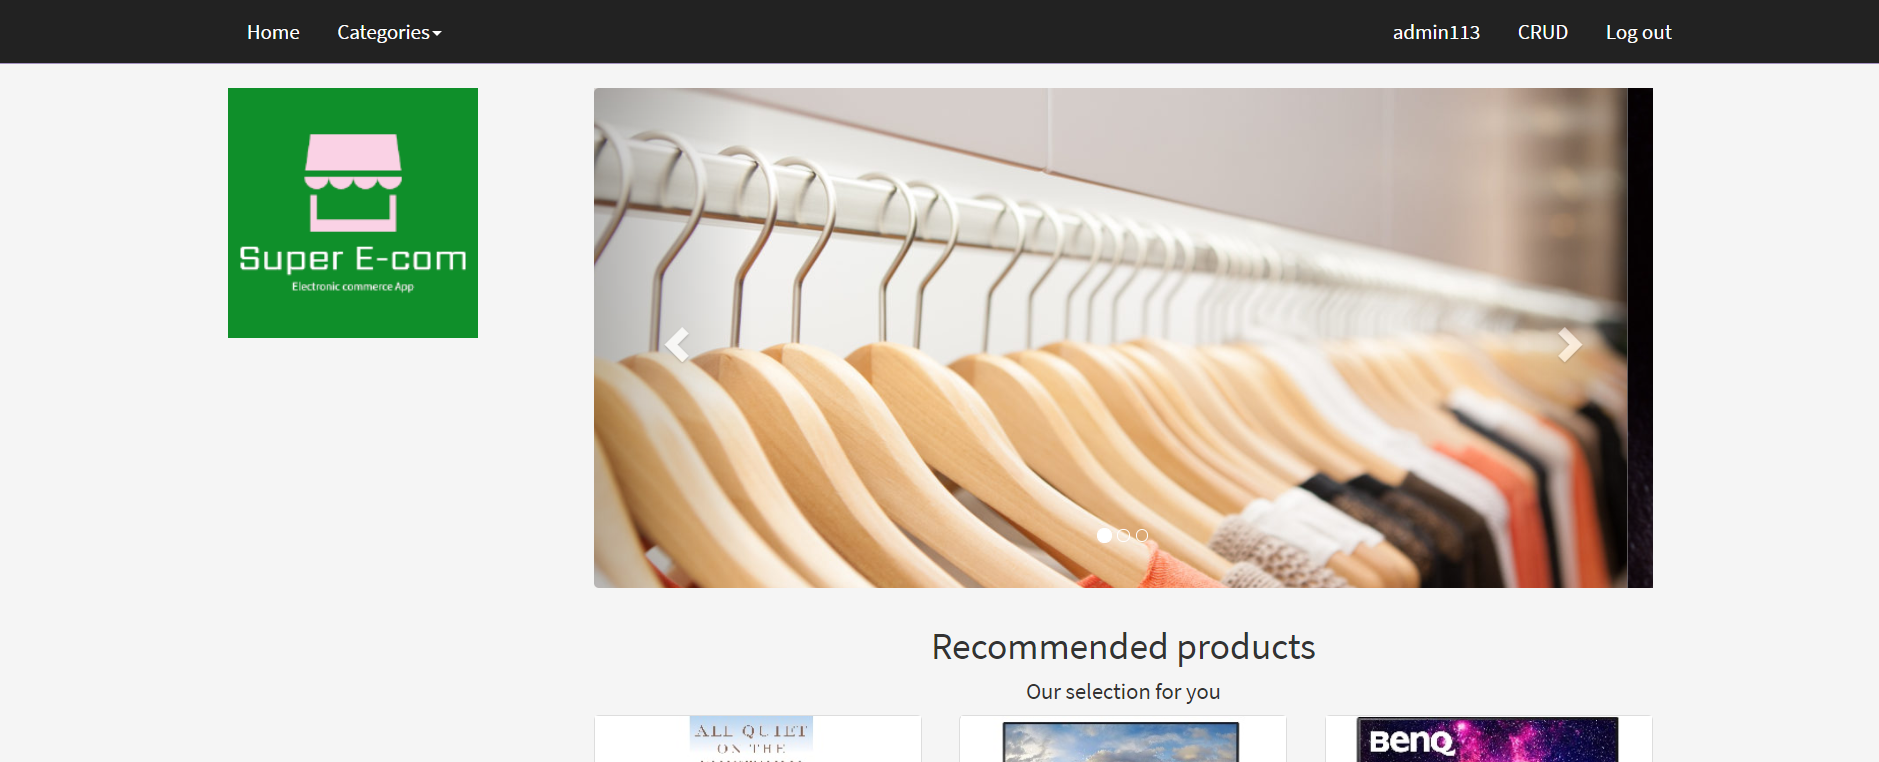 Home Categories admin113 CRUD Log out
Super E-com
Electronic commerce App
Recommended products
Our selection for you
ALL QUIET
ON THE
BenQ